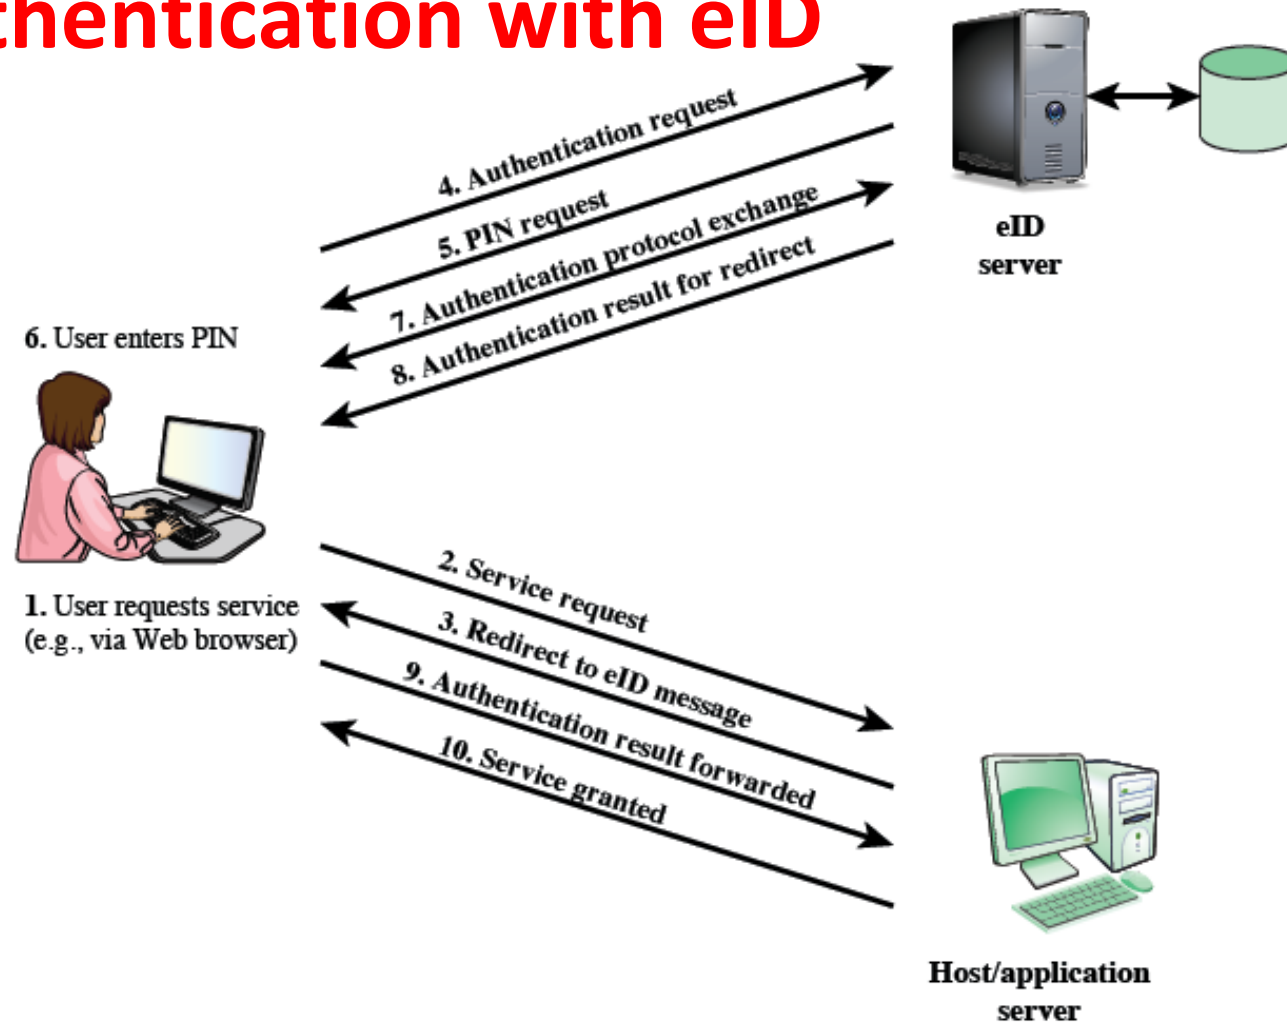 thentication with eID
4. Authentication request
5. PIN request
7. Authentication protocol exchange
8. Authentication result for redirect
eID
server
6. User enters PIN
1. User requests service
(e.g., via Web browser)
2. Service request
3. Redirect to eID message
9. Authentication result forwarded
10. Service granted
Host/application
server